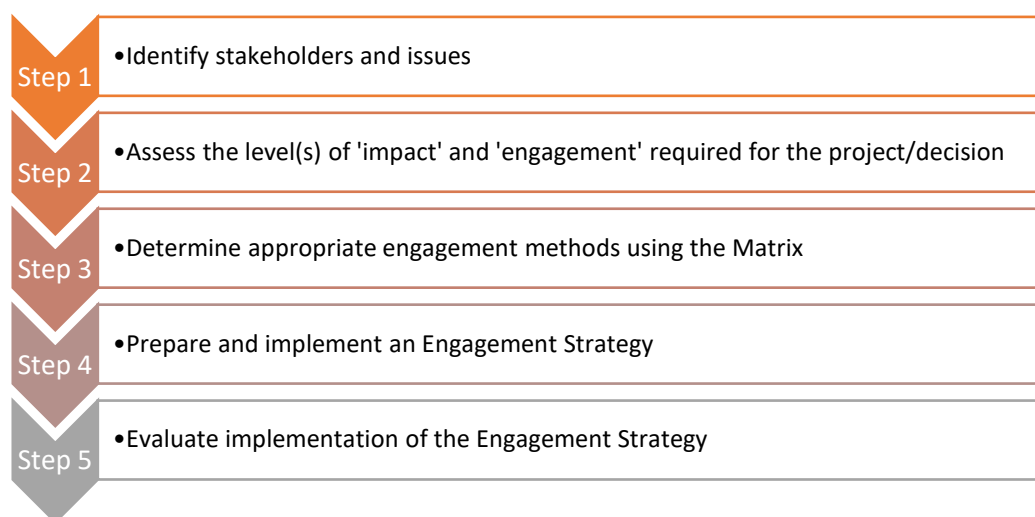 Step 1
•Identify stakeholders and issues
Step 2
•Assess the level(s) of 'impact' and 'engagement' required for the project/decision
Step 3
•Determine appropriate engagement methods using the Matrix
Step 4
•Prepare and implement an Engagement Strategy
Step 5
•Evaluate implementation of the Engagement Strategy